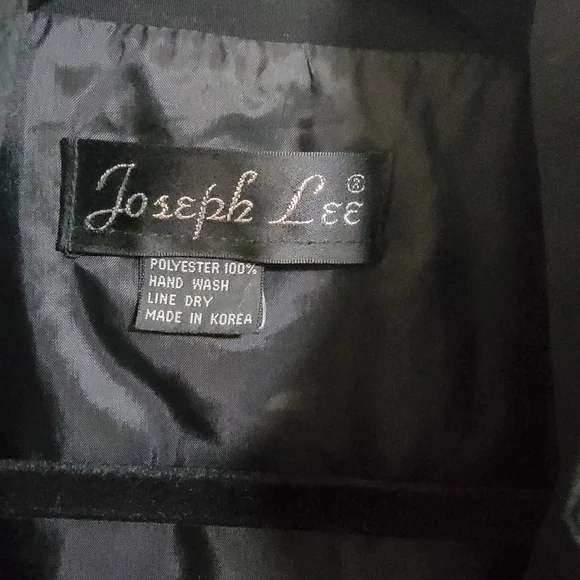 Joseph Lee®
POLYESTER 100%
HAND WASH
LINE DRY
MADE IN KOREA